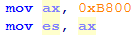 mov ax, 0xB800
mov es, ax